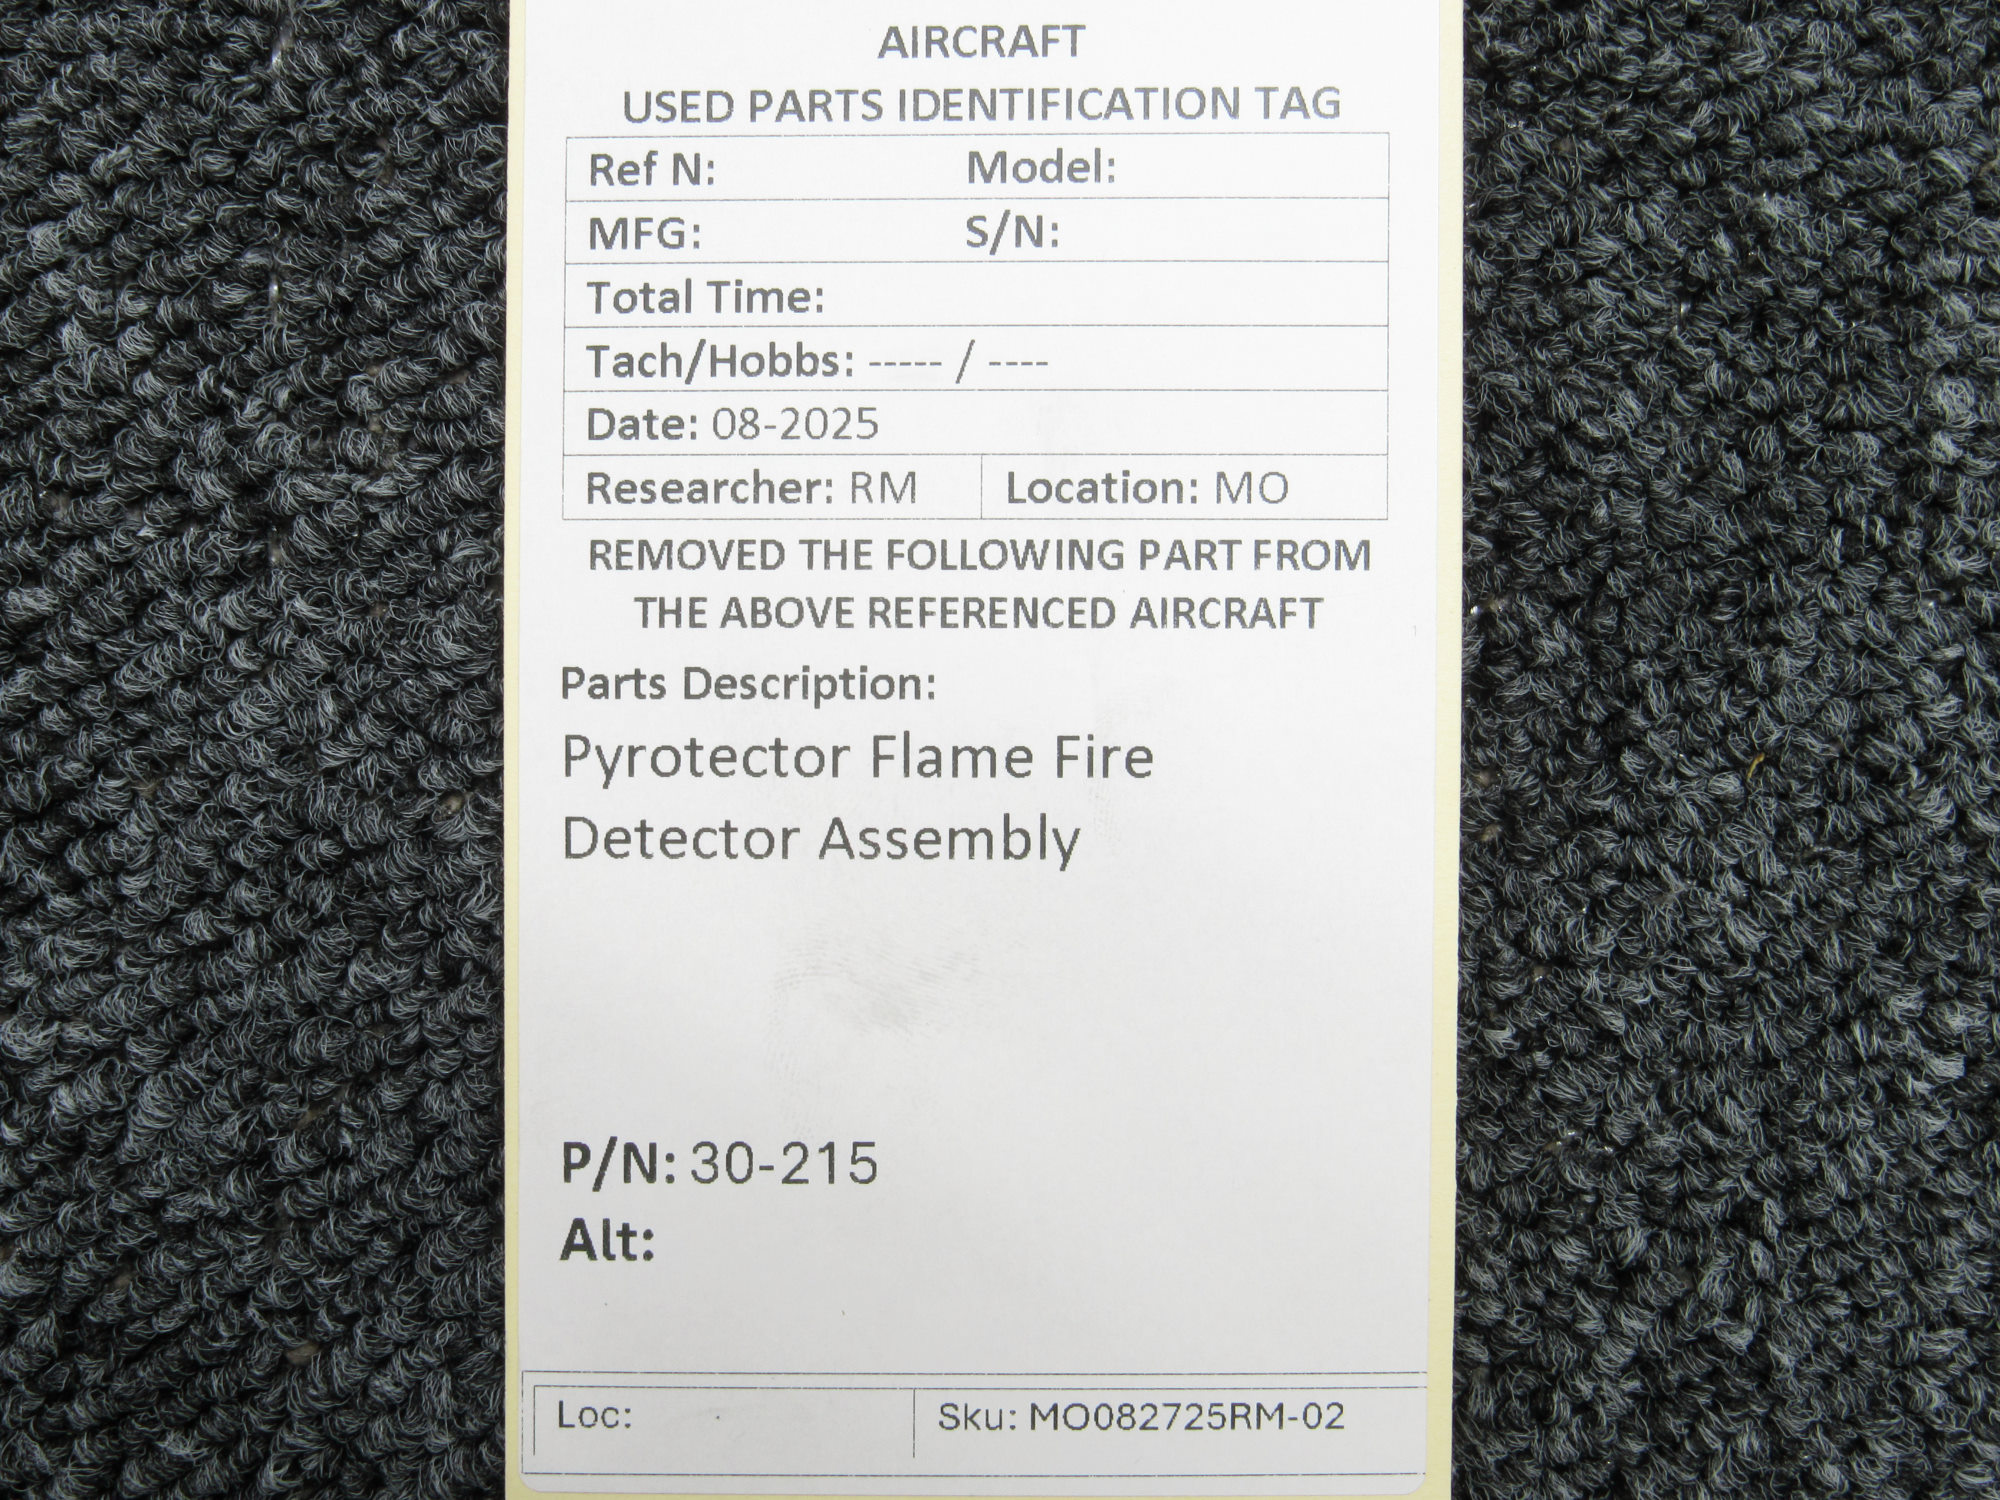 AIRCRAFT
USED PARTS IDENTIFICATION TAG
Ref N: Model:
MFG: S/N:
Total Time:
Tach/Hobbs: ----- / ----
Date: 08-2025
Researcher: RM Location: MO
REMOVED THE FOLLOWING PART FROM
THE ABOVE REFERENCED AIRCRAFT
Parts Description:
Pyrotector Flame Fire
Detector Assembly
P/N: 30-215
Alt:
Loc: Sku: MO082725RM-02